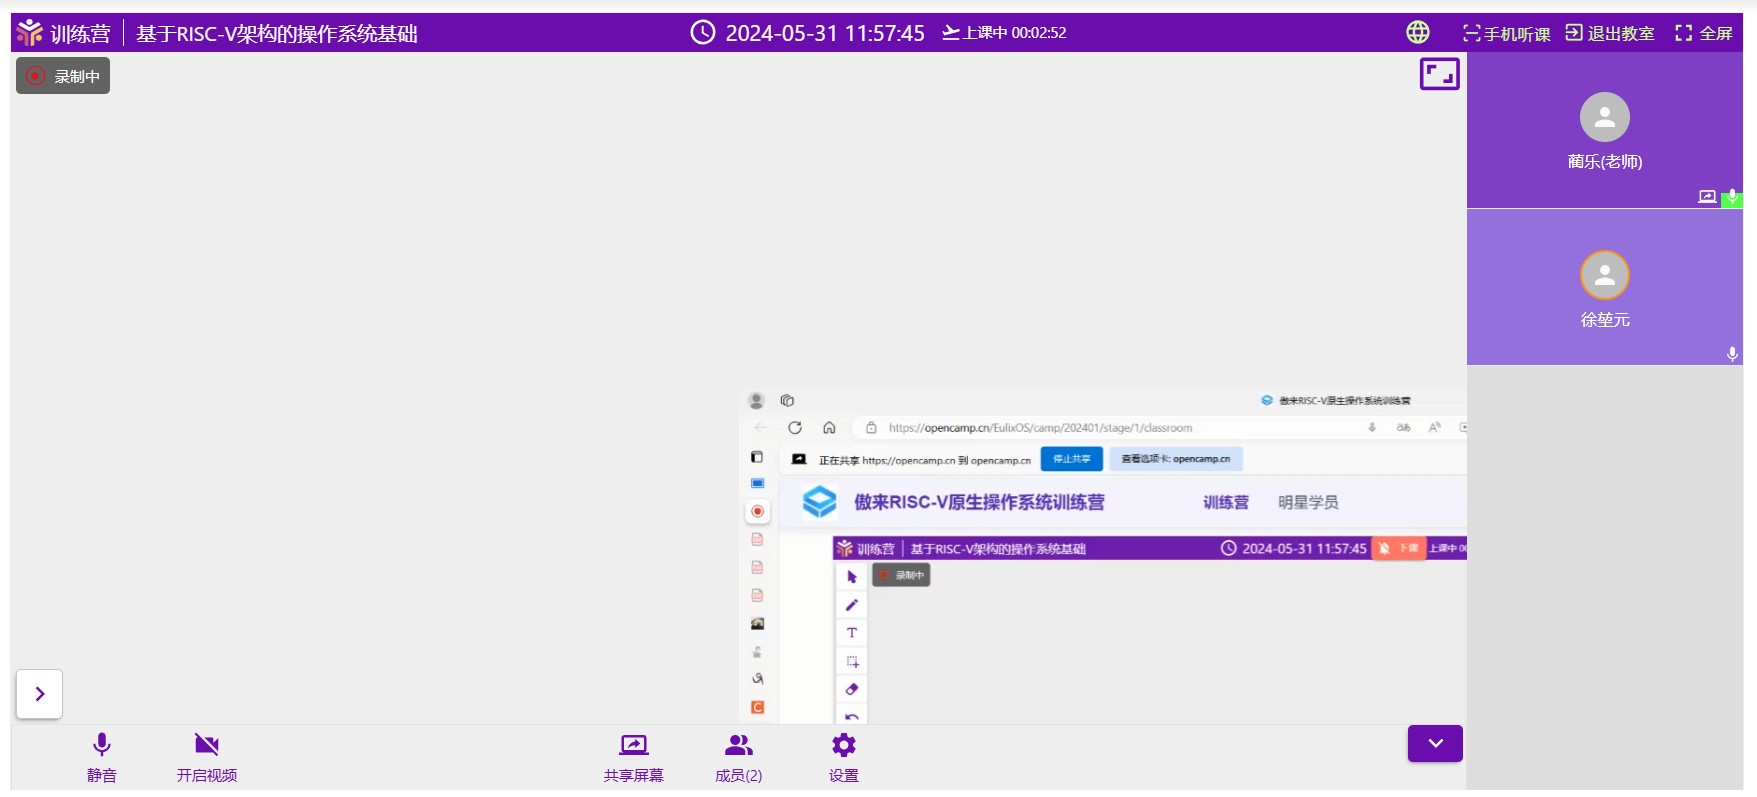 训练营 基于RISC-V架构的操作系统基础 2024-05-31 11:57:45 上课中 00:02:52 手机听课 退出教室 全屏
录制中
蔺乐(老师)
徐堃元
傲来RISC-V原生操作系统训练营
https://opencamp.cn/EulixOS/camp/202401/stage/1/classroom
正在共享 https://opencamp.cn 到 opencamp.cn 停止共享 查看选项卡: opencamp.cn
傲来RISC-V原生操作系统训练营 训练营 明星学员
训练营 基于RISC-V架构的操作系统基础 2024-05-31 11:57:45 下课 上课中 00
录制中
静音 开启视频 共享屏幕 成员(2) 设置